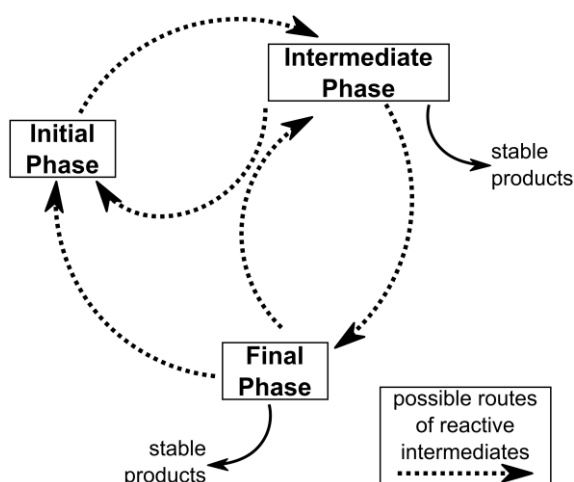 Intermediate
Phase
Initial
Phase
stable
products
Final
Phase
stable
products
possible routes
of reactive
intermediates